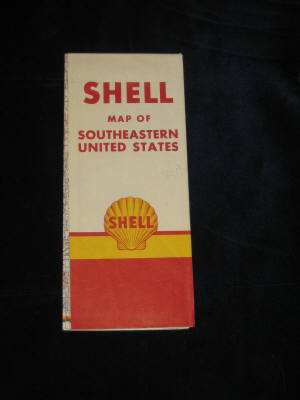 SHELL
MAP OF
SOUTHEASTERN
UNITED STATES
SHELL